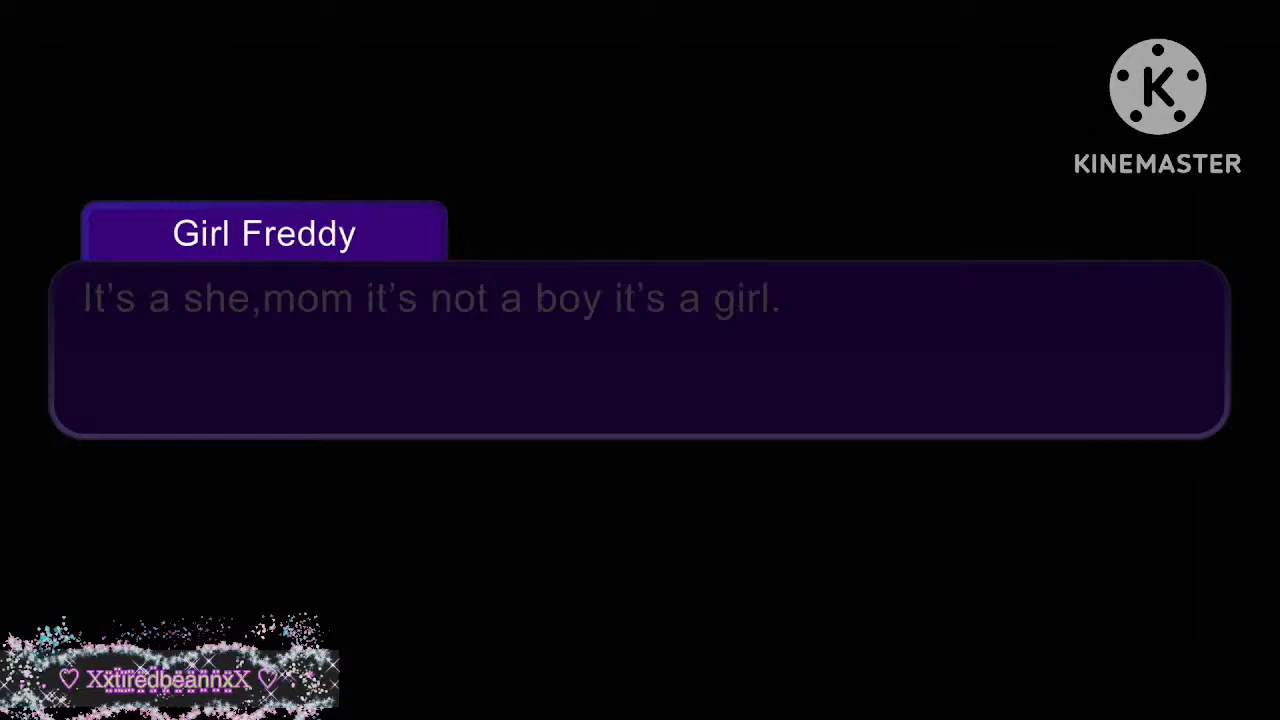 KINEMASTER
Girl Freddy
It's a she,mom it's not a boy it's a girl.
♡ XxtiredbeannxX ♡